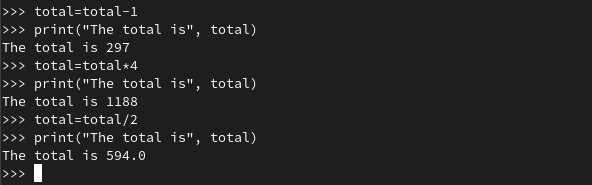 >>> total=total-1
>>> print("The total is", total)
The total is 297
>>> total=total*4
>>> print("The total is", total)
The total is 1188
>>> total=total/2
>>> print("The total is", total)
The total is 594.0
>>>